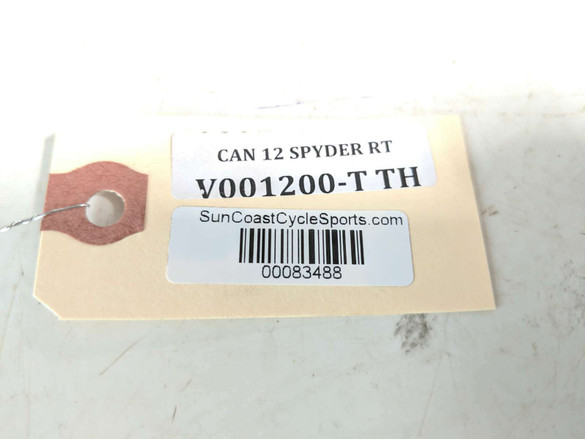 CAN 12 SPYDER RT
V001200-T TH
SunCoastCycleSports.com
00083488